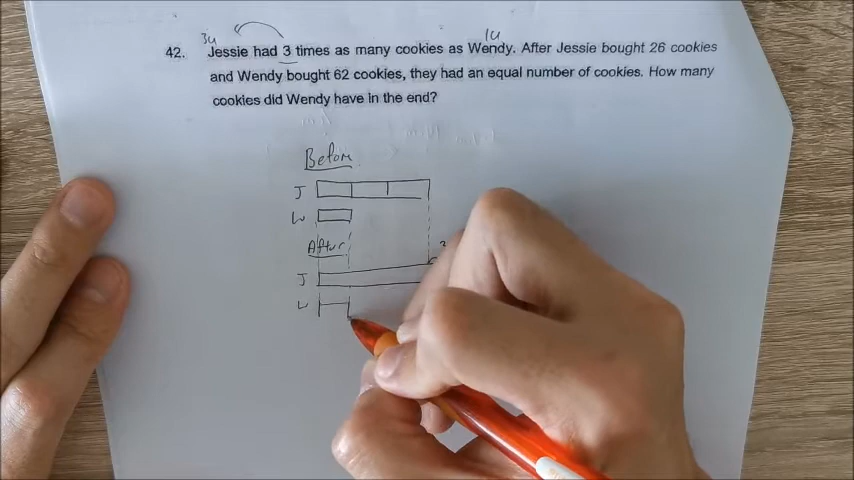 3u 1u
42. Jessie had 3 times as many cookies as Wendy. After Jessie bought 26 cookies
and Wendy bought 62 cookies, they had an equal number of cookies. How many
cookies did Wendy have in the end?
Before
J
W
After
J
W